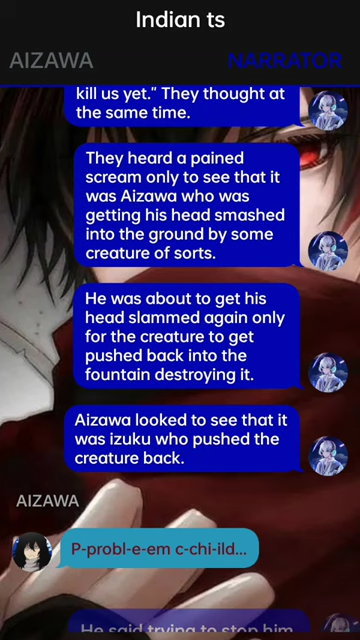 Indian ts
AIZAWA NARRATOR
kill us yet." They thought at
the same time.
They heard a pained
scream only to see that it
was Aizawa who was
getting his head smashed
into the ground by some
creature of sorts.
He was about to get his
head slammed again only
for the creature to get
pushed back into the
fountain destroying it.
Aizawa looked to see that it
was izuku who pushed the
creature back.
AIZAWA
P-probl-e-em c-chi-ild...
He said trying to stop him